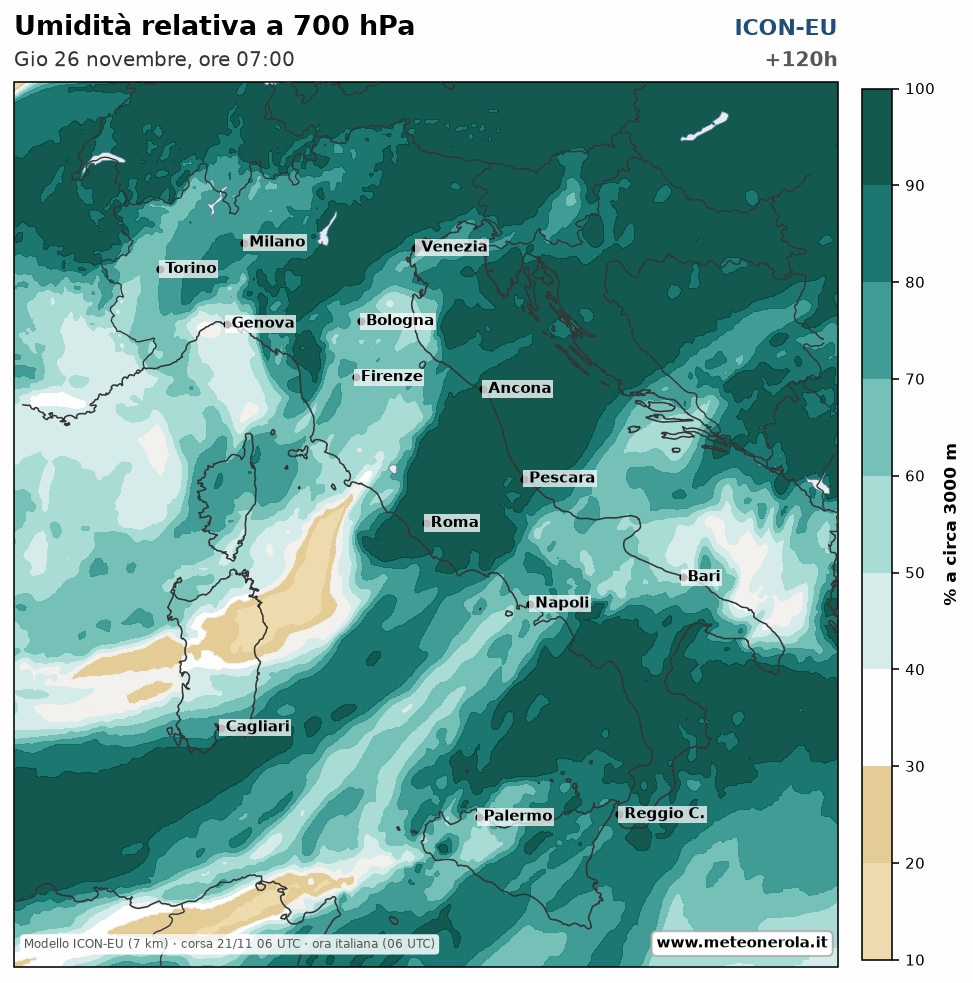 Umidità relativa a 700 hPa
ICON-EU
Gio 26 novembre, ore 07:00
+120h
100
90
80
70
60
50
40
30
20
10
% a circa 3000 m
Milano
Venezia
Torino
Genova
Bologna
Firenze
Ancona
Pescara
Roma
Bari
Napoli
Cagliari
Palermo
Reggio C.
Modello ICON-EU (7 km) · corsa 21/11 06 UTC · ora italiana (06 UTC)
www.meteonerola.it